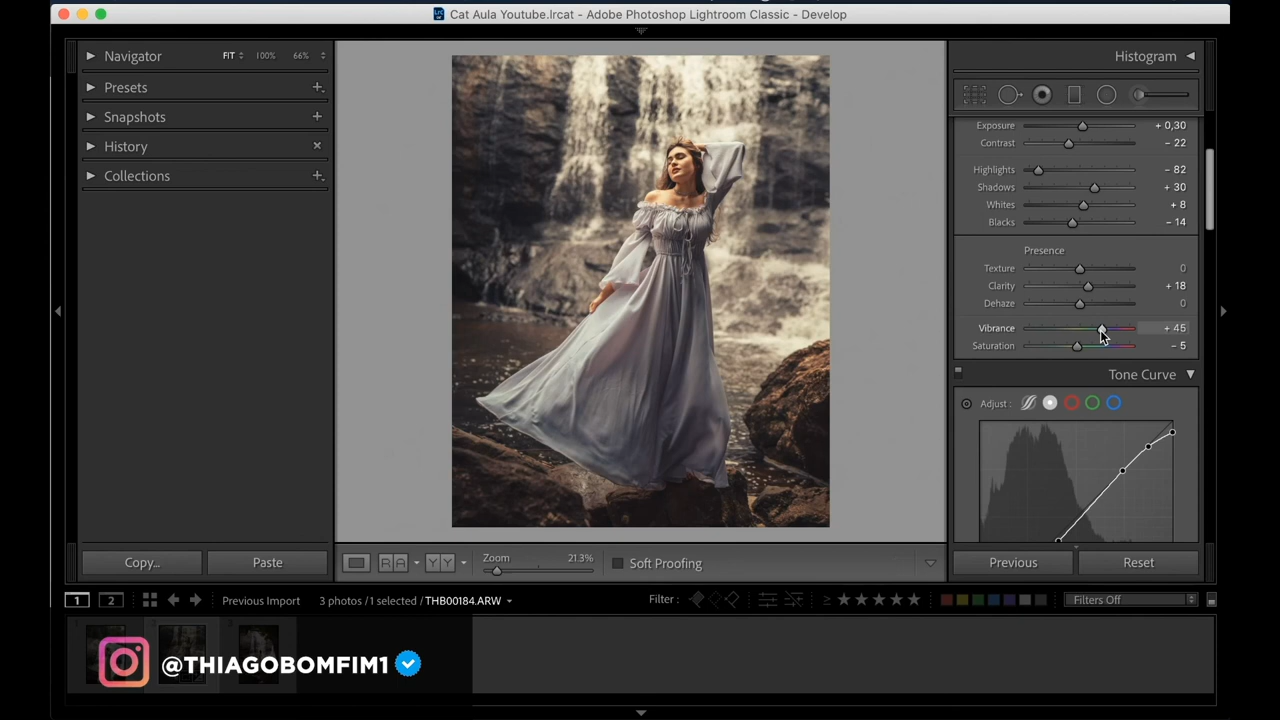 Cat Aula Youtube.lrcat - Adobe Photoshop Lightroom Classic - Develop
Navigator FIT 100% 66%
Presets
Snapshots
History
Collections
Copy...
Paste
Zoom 21.3%
Soft Proofing
Histogram
Exposure + 0,30
Contrast - 22
Highlights - 82
Shadows + 30
Whites + 8
Blacks - 14
Presence
Texture 0
Clarity + 18
Dehaze 0
Vibrance + 45
Saturation - 5
Tone Curve
Adjust :
Previous
Reset
1 2 Previous Import 3 photos /1 selected / THB00184.ARW Filter : ≥ ★★★★★ Filters Off
@THIAGOBOMFIM1